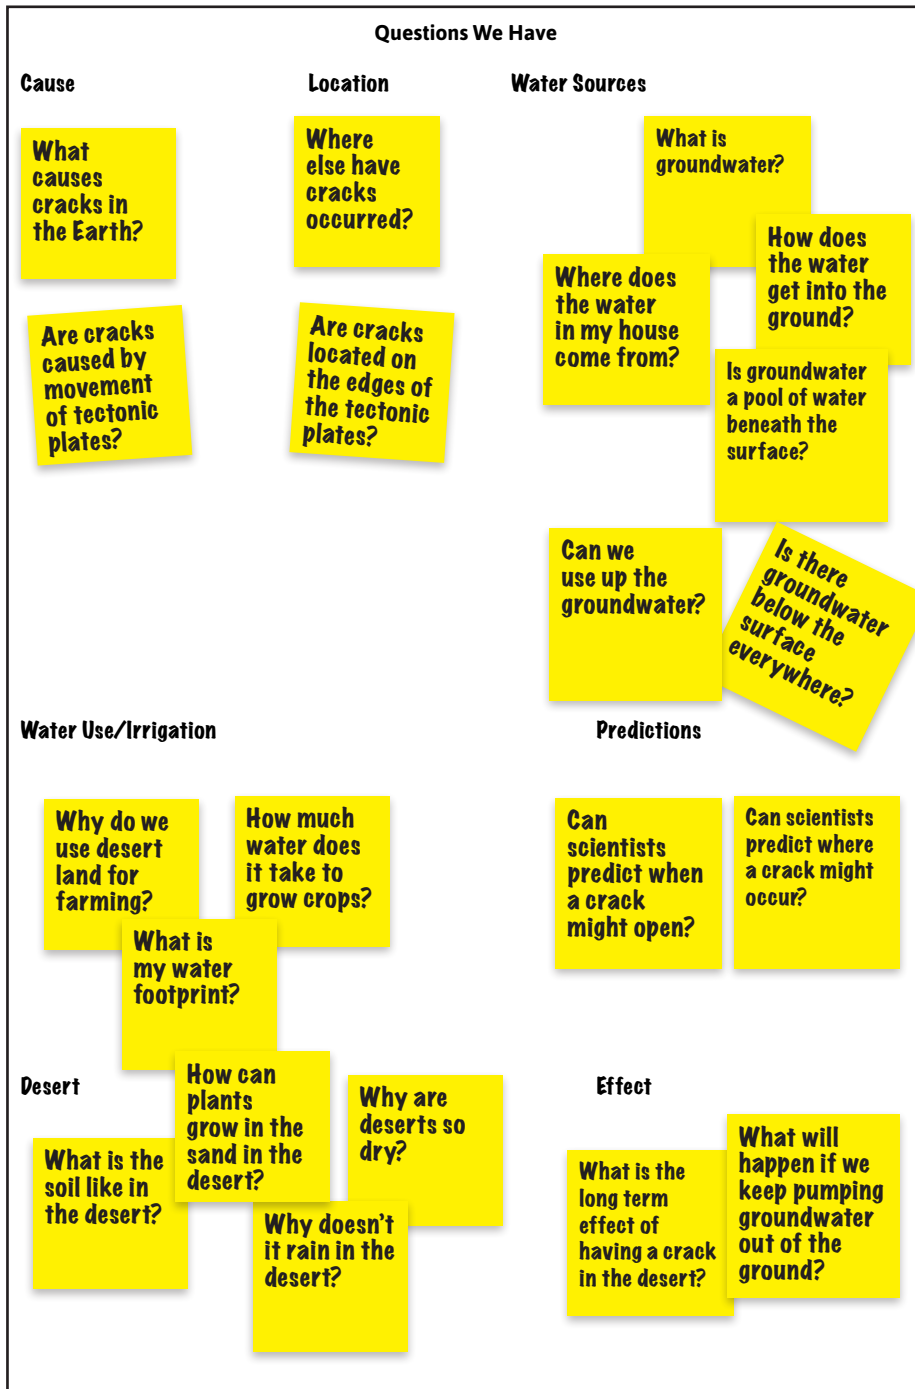 Questions We Have
Cause
What
causes
cracks in
the Earth?
Are cracks
caused by
movement
of tectonic
plates?
Location
Where
else have
cracks
occurred?
Are cracks
located on
the edges of
the tectonic
plates?
Water Sources
What is
groundwater?
How does
the water
get into the
ground?
Where does
the water
in my house
come from?
Is groundwater
a pool of water
beneath the
surface?
Can we
use up the
groundwater?
Is there
groundwater
below the
surface
everywhere?
Water Use/Irrigation
Why do we
use desert
land for
farming?
How much
water does
it take to
grow crops?
What is
my water
footprint?
Predictions
Can
scientists
predict when
a crack
might open?
Can scientists
predict where
a crack might
occur?
Desert
How can
plants
grow in the
sand in the
desert?
Why are
deserts so
dry?
What is the
soil like in
the desert?
Why doesn't
it rain in the
desert?
Effect
What is the
long term
effect of
having a crack
in the desert?
What will
happen if we
keep pumping
groundwater
out of the
ground?